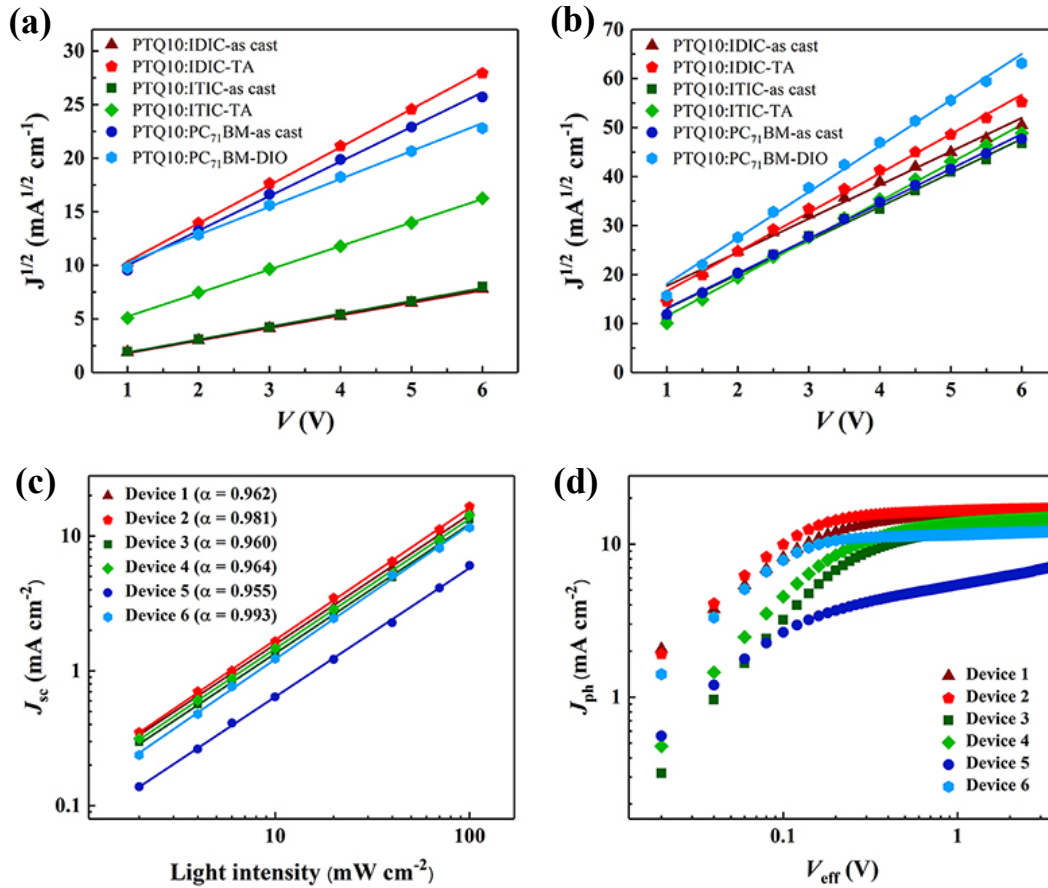 (a)
30
25
20
15
10
5
0
J1/2 (mA1/2 cm-1)
PTQ10:IDIC-as cast
PTQ10:IDIC-TA
PTQ10:ITIC-as cast
PTQ10:ITIC-TA
PTQ10:PC71BM-as cast
PTQ10:PC71BM-DIO
1 2 3 4 5 6
V (V)
(b)
70
60
50
40
30
20
10
0
J1/2 (mA1/2 cm-1)
PTQ10:IDIC-as cast
PTQ10:IDIC-TA
PTQ10:ITIC-as cast
PTQ10:ITIC-TA
PTQ10:PC71BM-as cast
PTQ10:PC71BM-DIO
1 2 3 4 5 6
V (V)
(c)
10
1
0.1
Jsc (mA cm-2)
Device 1 (α = 0.962)
Device 2 (α = 0.981)
Device 3 (α = 0.960)
Device 4 (α = 0.964)
Device 5 (α = 0.955)
Device 6 (α = 0.993)
10 100
Light intensity (mW cm-2)
(d)
10
1
Jph (mA cm-2)
Device 1
Device 2
Device 3
Device 4
Device 5
Device 6
0.1 1
Veff (V)